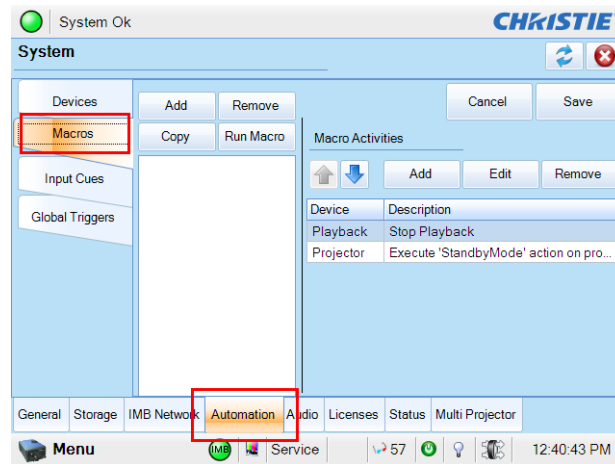 System Ok
CHRISTIE
System
Devices
Macros
Input Cues
Global Triggers
Add Remove
Copy Run Macro
Cancel Save
Macro Activities
Add Edit Remove
Device Description
Playback Stop Playback
Projector Execute 'StandbyMode' action on pro...
General Storage IMB Network Automation Audio Licenses Status Multi Projector
Menu IMB Service 57 12:40:43 PM